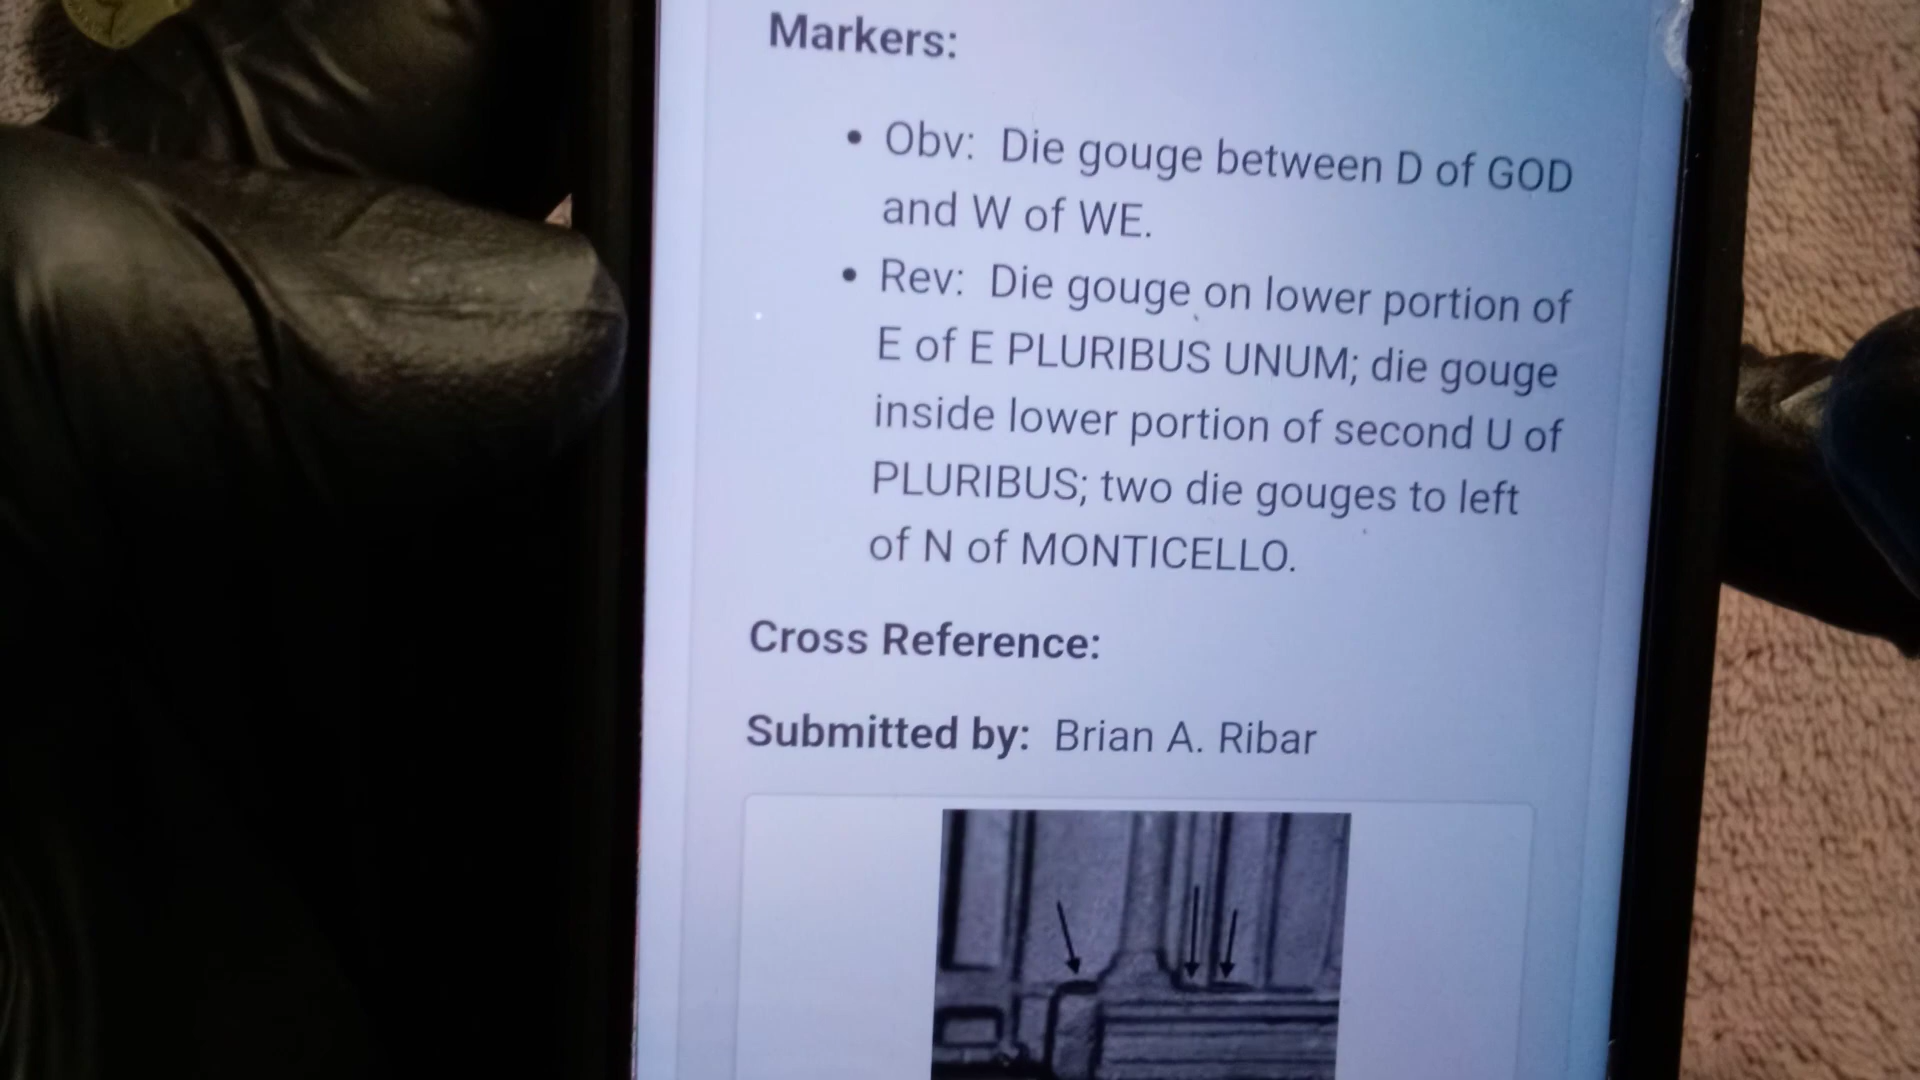 Markers:
• Obv: Die gouge between D of GOD
and W of WE.
• Rev: Die gouge on lower portion of
E of E PLURIBUS UNUM; die gouge
inside lower portion of second U of
PLURIBUS; two die gouges to left
of N of MONTICELLO.
Cross Reference:
Submitted by: Brian A. Ribar